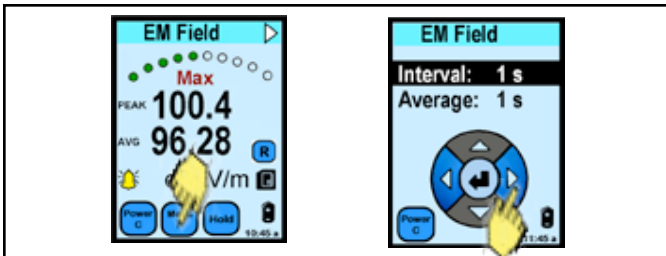 EM Field
Max
PEAK 100.4
AVG 96.28
R
V/m
Power
C
Hold
10:45 a
EM Field
Interval: 1 s
Average: 1 s
Power
C
11:45 a